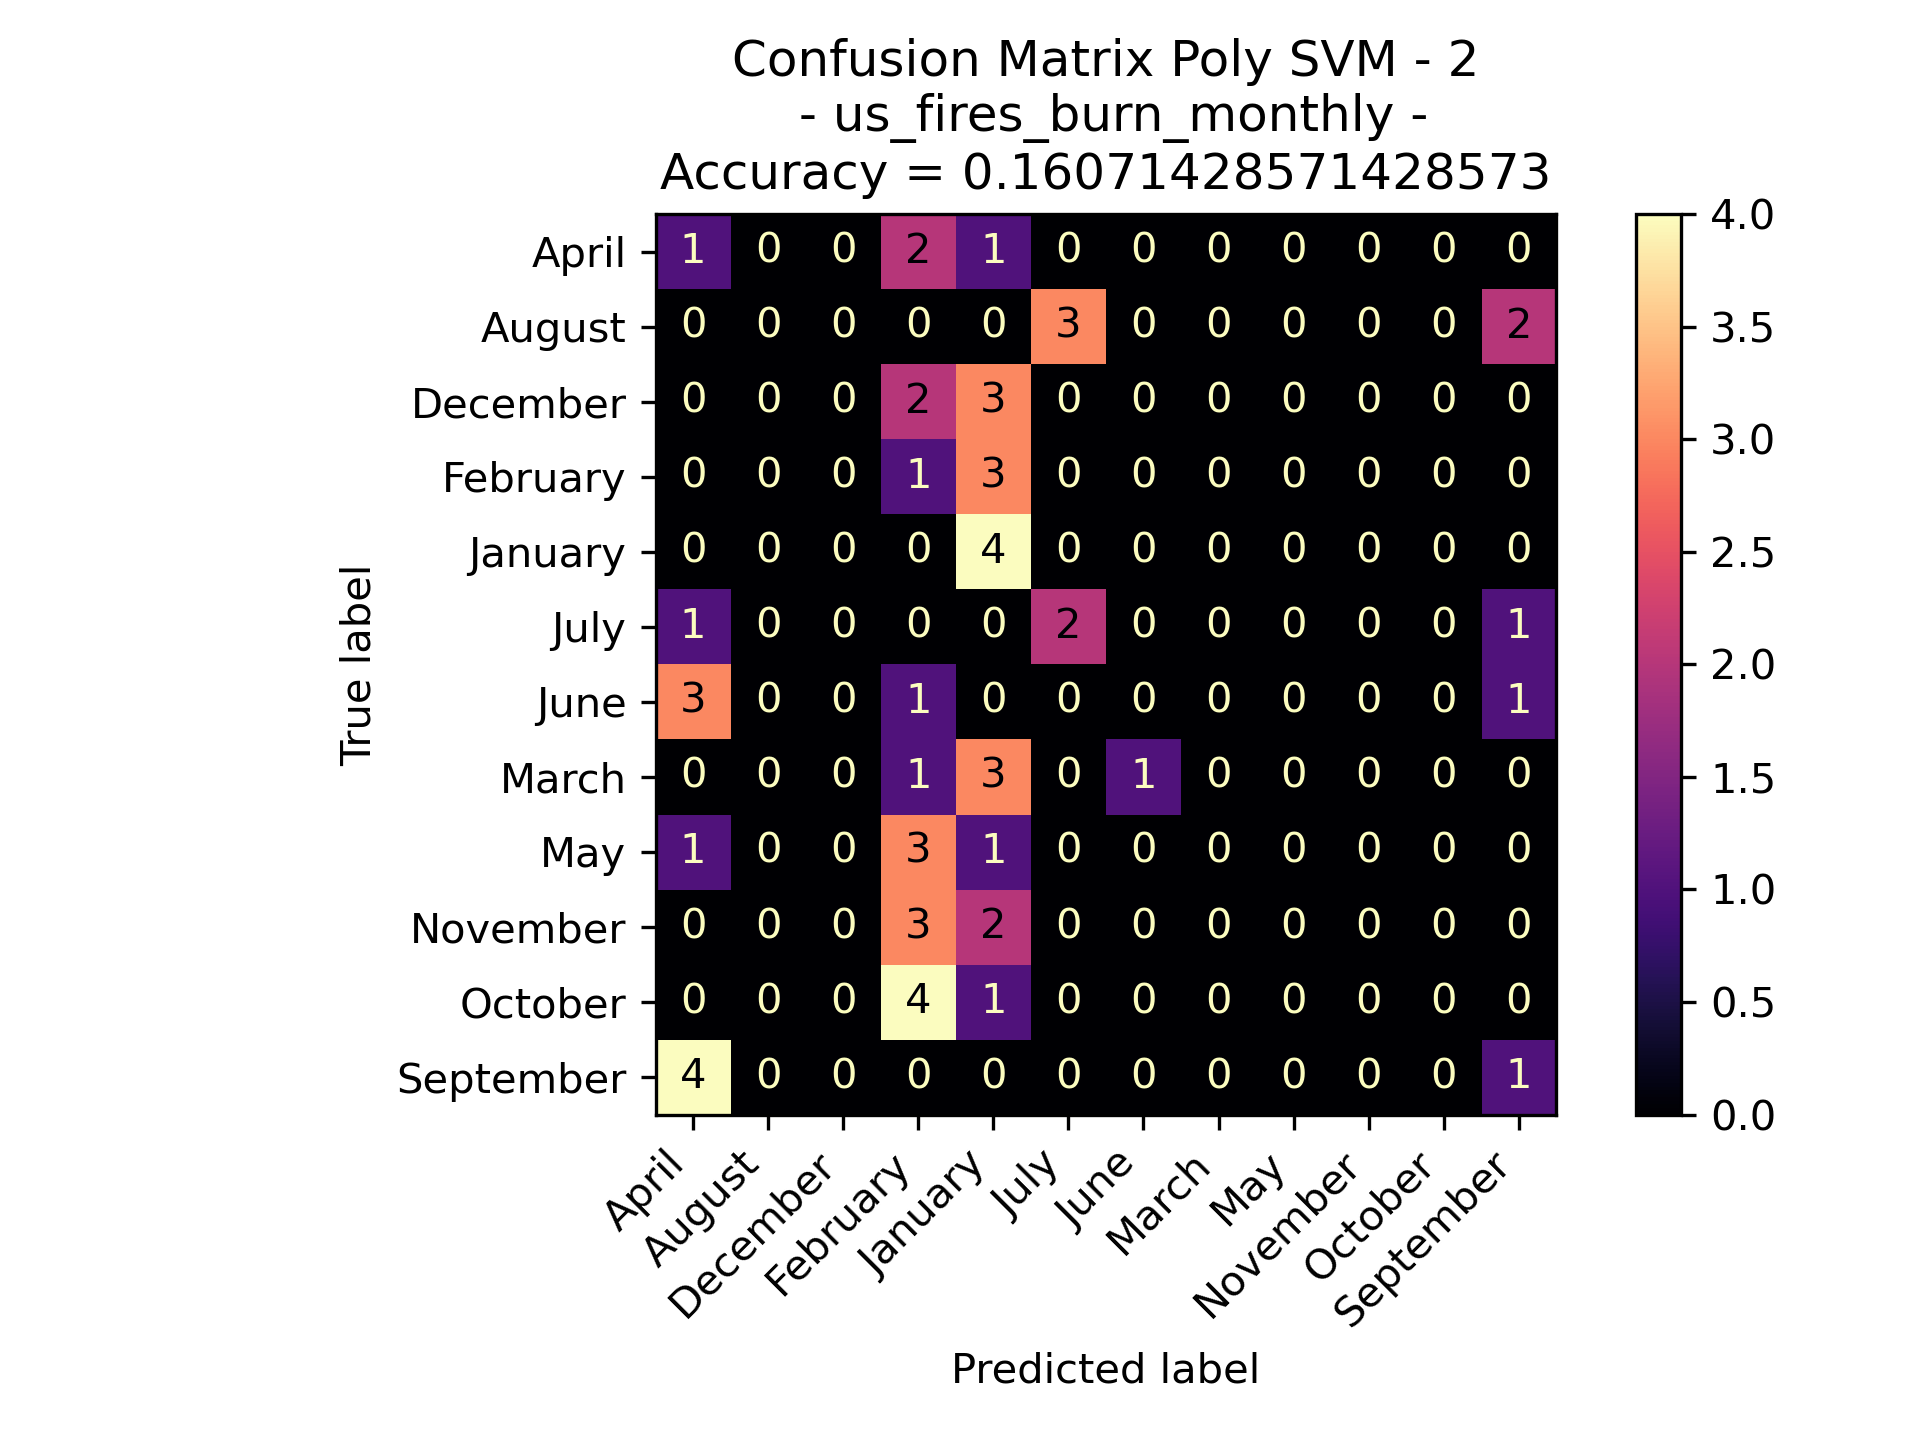 Confusion Matrix Poly SVM - 2
- us_fires_burn_monthly -
Accuracy = 0.16071428571428573
April 1 0 0 2 1 0 0 0 0 0 0 0
August 0 0 0 0 0 3 0 0 0 0 0 2
December 0 0 0 2 3 0 0 0 0 0 0 0
February 0 0 0 1 3 0 0 0 0 0 0 0
January 0 0 0 0 4 0 0 0 0 0 0 0
July 1 0 0 0 0 2 0 0 0 0 0 1
June 3 0 0 1 0 0 0 0 0 0 0 1
March 0 0 0 1 3 0 1 0 0 0 0 0
May 1 0 0 3 1 0 0 0 0 0 0 0
November 0 0 0 3 2 0 0 0 0 0 0 0
October 0 0 0 4 1 0 0 0 0 0 0 0
September 4 0 0 0 0 0 0 0 0 0 0 1
True label
April August December February January July June March May November October September
Predicted label
4.0
3.5
3.0
2.5
2.0
1.5
1.0
0.5
0.0